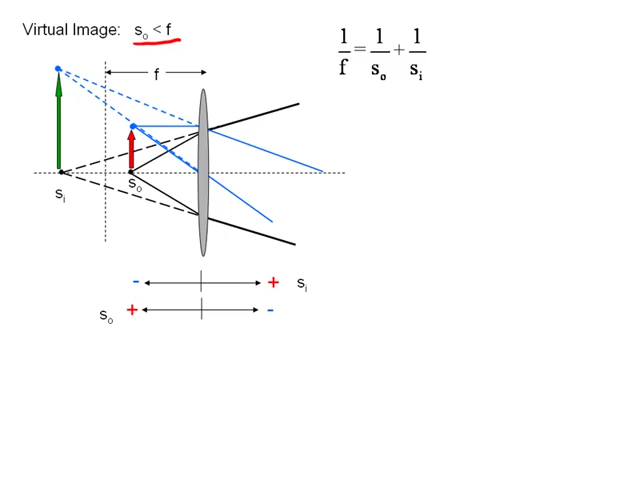 Virtual Image: sₒ < f
1/f = 1/sₒ + 1/sᵢ
f
sₒ
sᵢ
- + sᵢ
sₒ + -